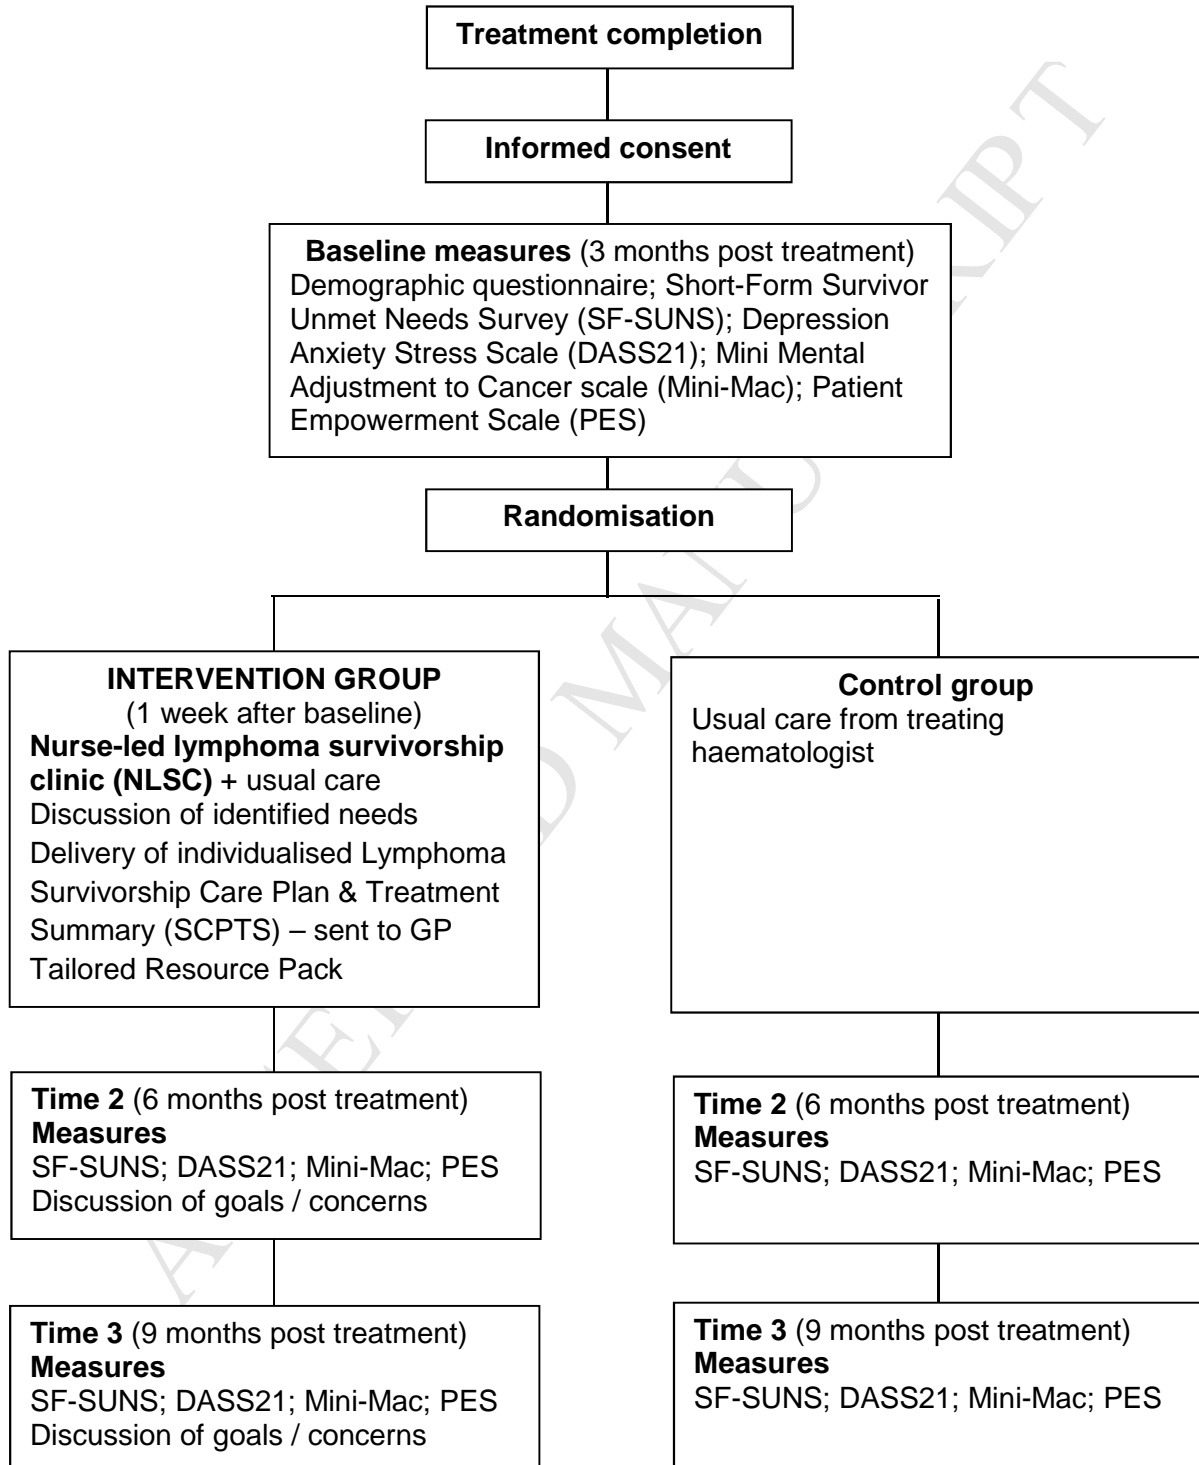 Treatment completion
Informed consent
Baseline measures (3 months post treatment)
Demographic questionnaire; Short-Form Survivor
Unmet Needs Survey (SF-SUNS); Depression
Anxiety Stress Scale (DASS21); Mini Mental
Adjustment to Cancer scale (Mini-Mac); Patient
Empowerment Scale (PES)
Randomisation
INTERVENTION GROUP
(1 week after baseline)
Nurse-led lymphoma survivorship
clinic (NLSC) + usual care
Discussion of identified needs
Delivery of individualised Lymphoma
Survivorship Care Plan & Treatment
Summary (SCPTS) – sent to GP
Tailored Resource Pack
Control group
Usual care from treating
haematologist
Time 2 (6 months post treatment)
Measures
SF-SUNS; DASS21; Mini-Mac; PES
Discussion of goals / concerns
Time 2 (6 months post treatment)
Measures
SF-SUNS; DASS21; Mini-Mac; PES
Time 3 (9 months post treatment)
Measures
SF-SUNS; DASS21; Mini-Mac; PES
Discussion of goals / concerns
Time 3 (9 months post treatment)
Measures
SF-SUNS; DASS21; Mini-Mac; PES